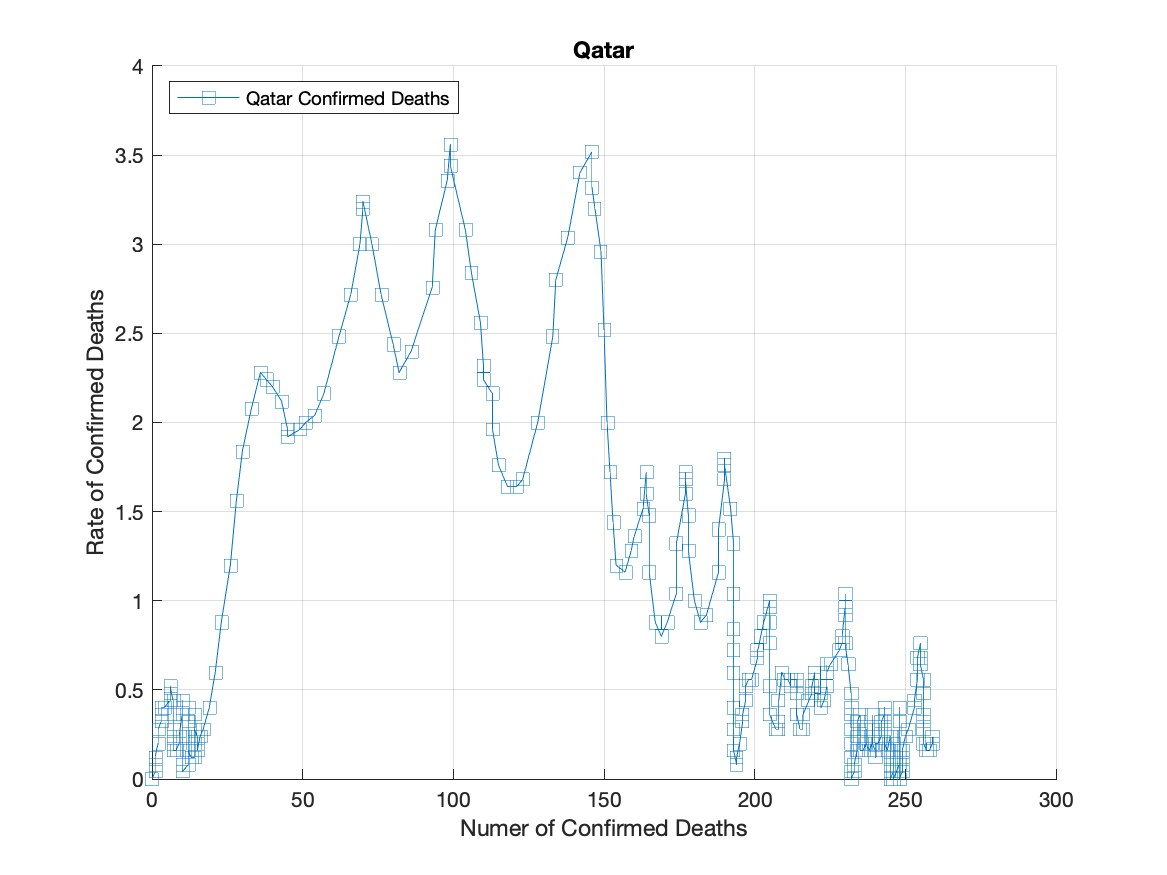 Qatar
Qatar Confirmed Deaths
4
3.5
3
2.5
2
1.5
1
0.5
0
Rate of Confirmed Deaths
0 50 100 150 200 250 300
Numer of Confirmed Deaths